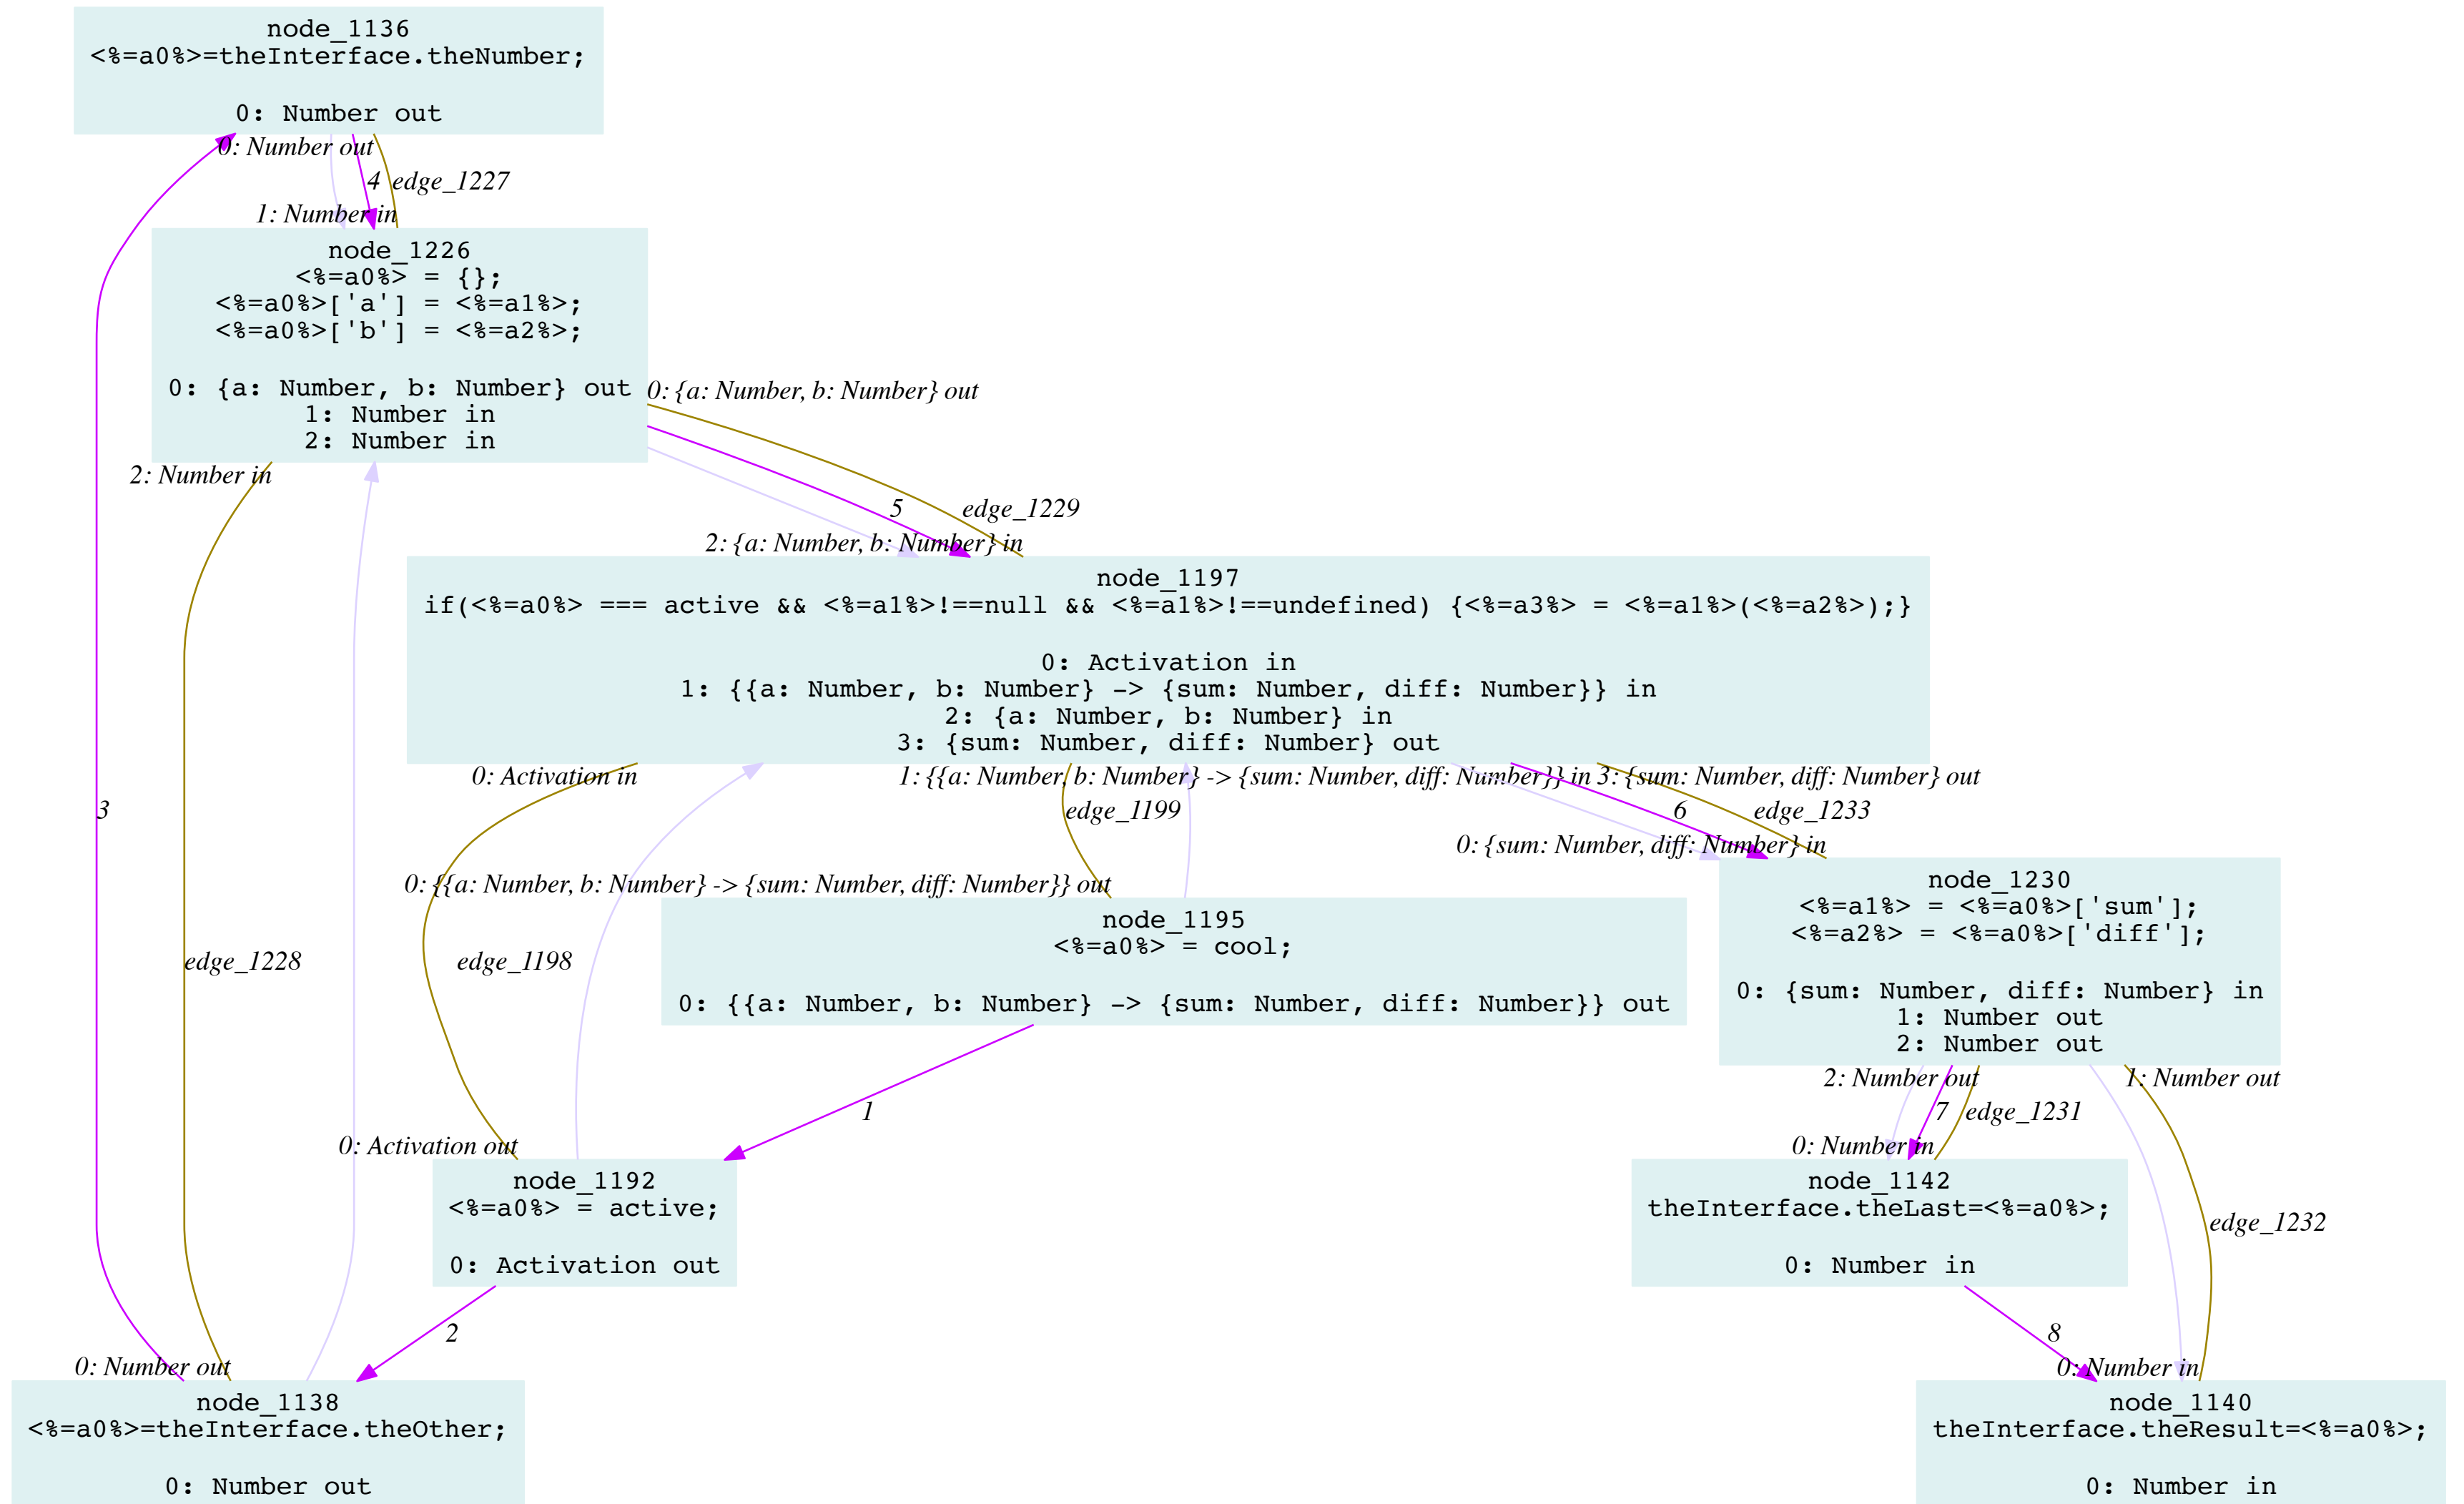 node_1136
<%=a0%>=theInterface.theNumber;
0: Number out
0: Number out
4
edge_1227
1: Number in
node_1226
<%=a0%> = {};
<%=a0%>['a'] = <%=a1%>;
<%=a0%>['b'] = <%=a2%>;
0: {a: Number, b: Number} out
1: Number in
2: Number in
0: {a: Number, b: Number} out
2: Number in
5
edge_1229
2: {a: Number, b: Number} in
node_1197
if(<%=a0%> === active && <%=a1%>!==null && <%=a1%>!==undefined) {<%=a3%> = <%=a1%>(<%=a2%>);}
0: Activation in
1: {{a: Number, b: Number} -> {sum: Number, diff: Number}} in
2: {a: Number, b: Number} in
3: {sum: Number, diff: Number} out
0: Activation in
1: {{a: Number, b: Number} -> {sum: Number, diff: Number}} in
3: {sum: Number, diff: Number} out
3
edge_1199
6
edge_1233
0: {sum: Number, diff: Number} in
0: {{a: Number, b: Number} -> {sum: Number, diff: Number}} out
node_1195
<%=a0%> = cool;
0: {{a: Number, b: Number} -> {sum: Number, diff: Number}} out
node_1230
<%=a1%> = <%=a0%>['sum'];
<%=a2%> = <%=a0%>['diff'];
0: {sum: Number, diff: Number} in
1: Number out
2: Number out
edge_1228
edge_1198
2: Number out
1: Number out
1
7
edge_1231
0: Activation out
0: Number in
node_1192
<%=a0%> = active;
0: Activation out
node_1142
theInterface.theLast=<%=a0%>;
0: Number in
edge_1232
2
8
0: Number out
0: Number in
node_1138
<%=a0%>=theInterface.theOther;
0: Number out
node_1140
theInterface.theResult=<%=a0%>;
0: Number in